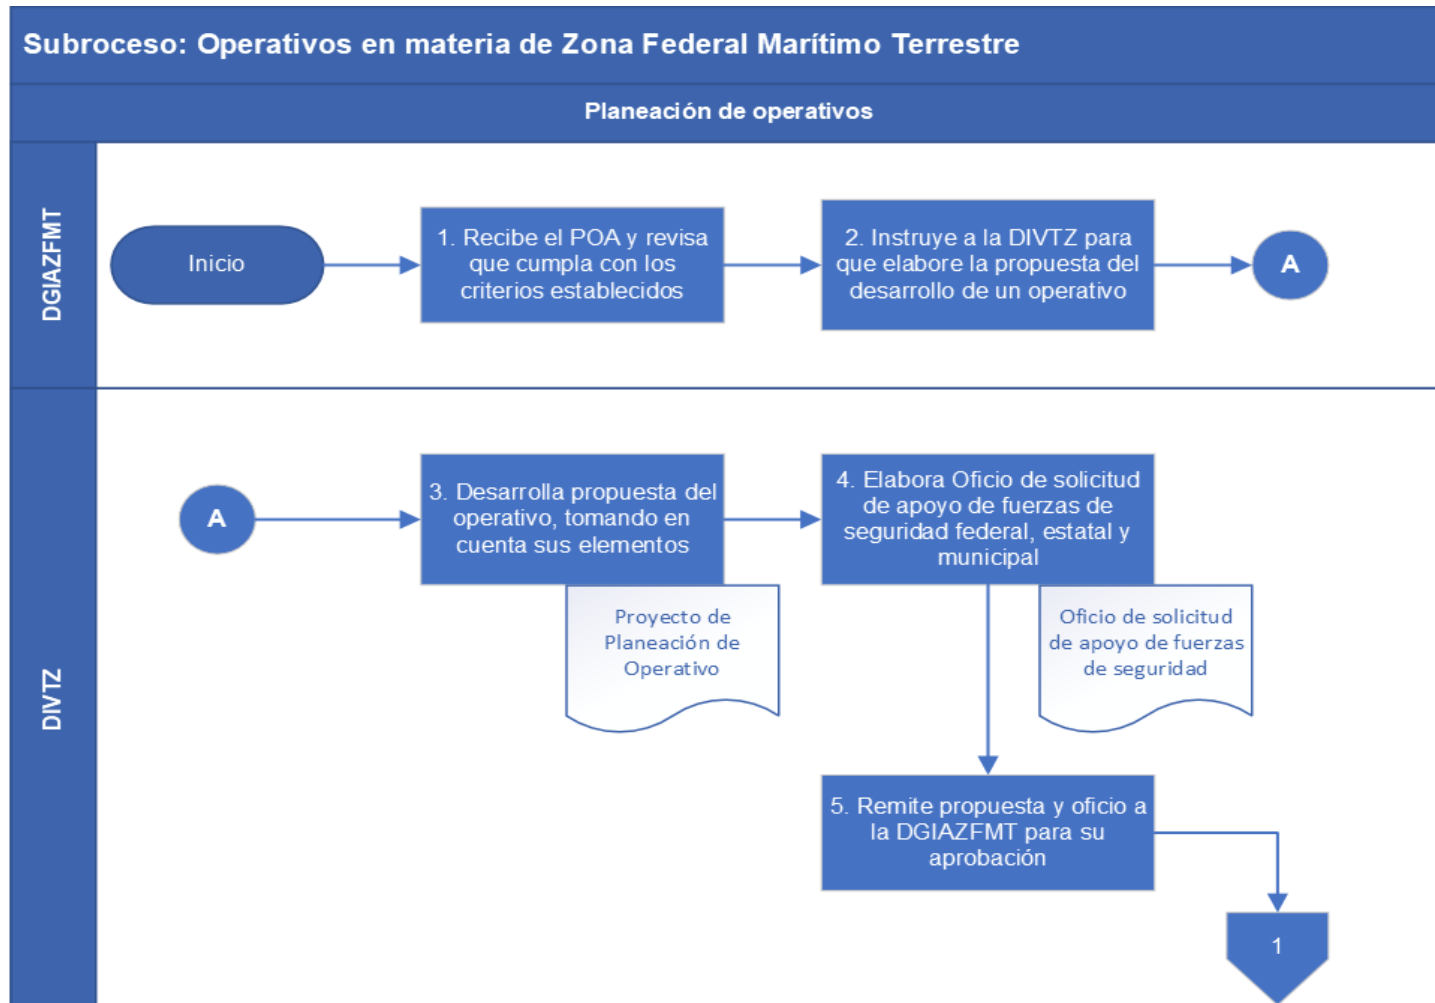 Subroceso: Operativos en materia de Zona Federal Marítimo Terrestre
Planeación de operativos
DGIAZFMT
Inicio
1. Recibe el POA y revisa
que cumpla con los
criterios establecidos
2. Instruye a la DIVTZ para
que elabore la propuesta del
desarrollo de un operativo
A
DIVTZ
A
3. Desarrolla propuesta del
operativo, tomando en
cuenta sus elementos
Proyecto de
Planeación de
Operativo
4. Elabora Oficio de solicitud
de apoyo de fuerzas de
seguridad federal, estatal y
municipal
Oficio de solicitud
de apoyo de fuerzas
de seguridad
5. Remite propuesta y oficio a
la DGIAZFMT para su
aprobación
1